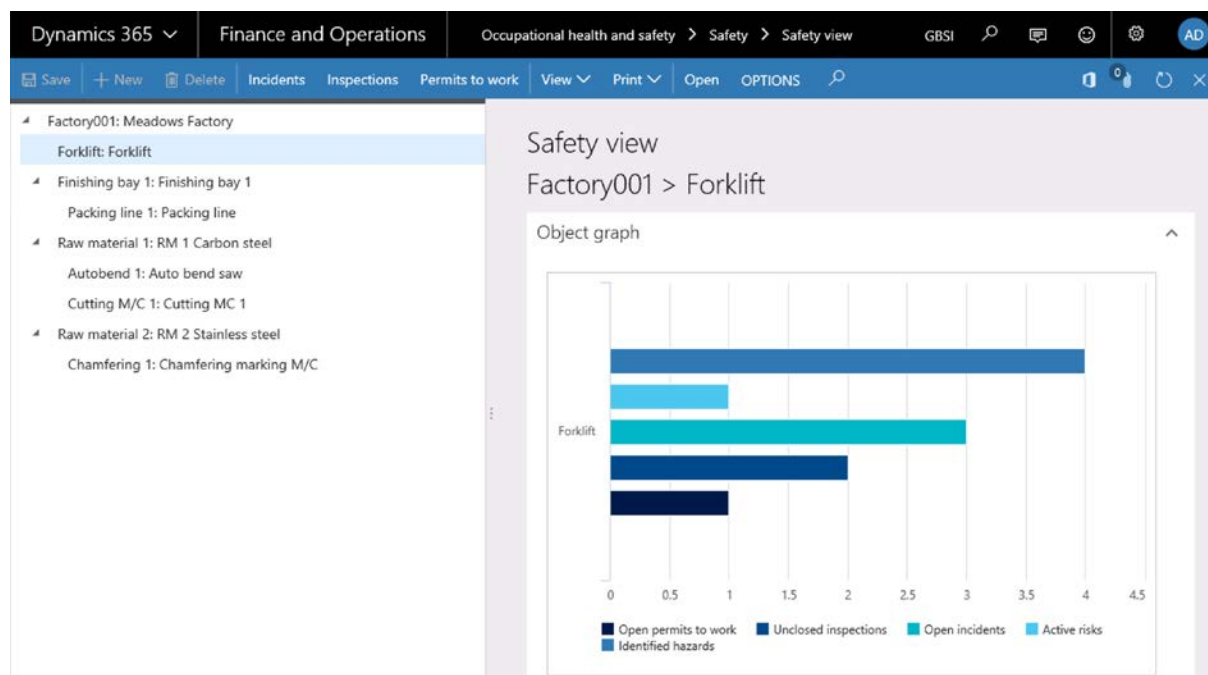 Dynamics 365 Finance and Operations Occupational health and safety > Safety > Safety view GBSI AD
Save + New Delete Incidents Inspections Permits to work View Print Open OPTIONS 0
Factory001: Meadows Factory
Forklift: Forklift
Finishing bay 1: Finishing bay 1
Packing line 1: Packing line
Raw material 1: RM 1 Carbon steel
Autobend 1: Auto bend saw
Cutting M/C 1: Cutting MC 1
Raw material 2: RM 2 Stainless steel
Chamfering 1: Chamfering marking M/C
Safety view
Factory001 > Forklift
Object graph
Forklift
0 0.5 1 1.5 2 2.5 3 3.5 4 4.5
Open permits to work Unclosed inspections Open incidents Active risks
Identified hazards